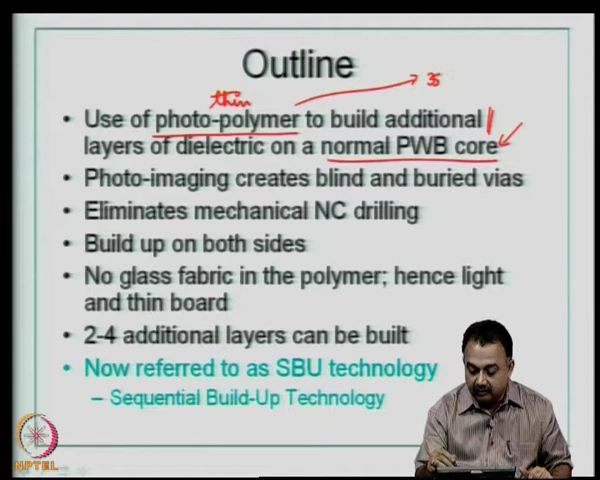 Outline
thin
35
• Use of photo-polymer to build additional
layers of dielectric on a normal PWB core
• Photo-imaging creates blind and buried vias
• Eliminates mechanical NC drilling
• Build up on both sides
• No glass fabric in the polymer; hence light
and thin board
• 2-4 additional layers can be built
• Now referred to as SBU technology
– Sequential Build-Up Technology
NPTEL